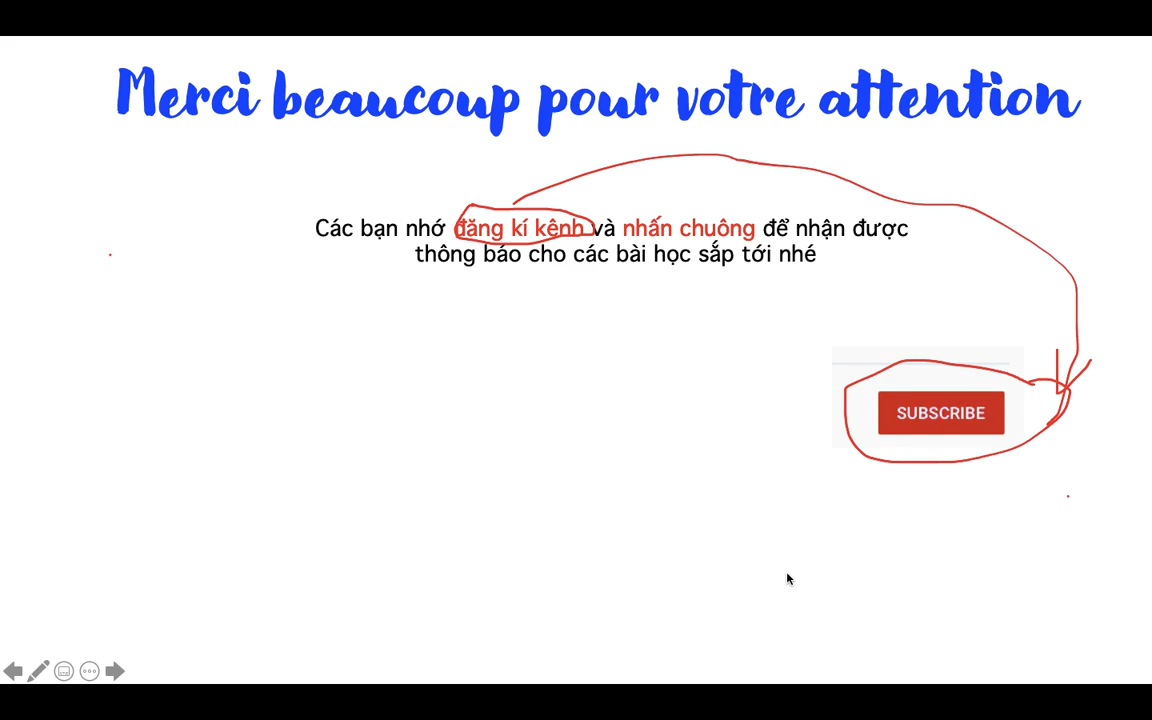 Merci beaucoup pour votre attention
Các bạn nhớ đăng kí kênh và nhấn chuông để nhận được
thông báo cho các bài học sắp tới nhé
SUBSCRIBE